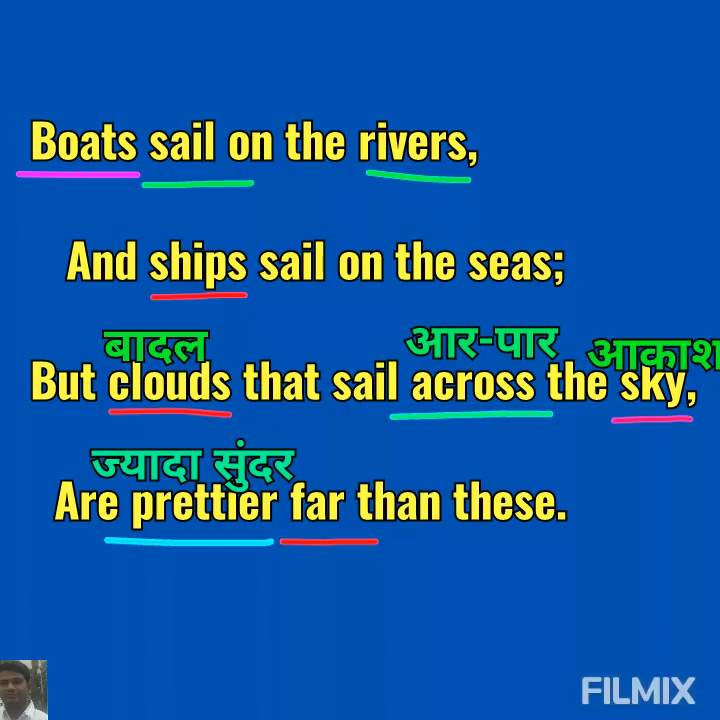 Boats sail on the rivers,
And ships sail on the seas;
बादल आर-पार आकाश
But clouds that sail across the sky,
ज्यादा सुंदर
Are prettier far than these.
FILMIX